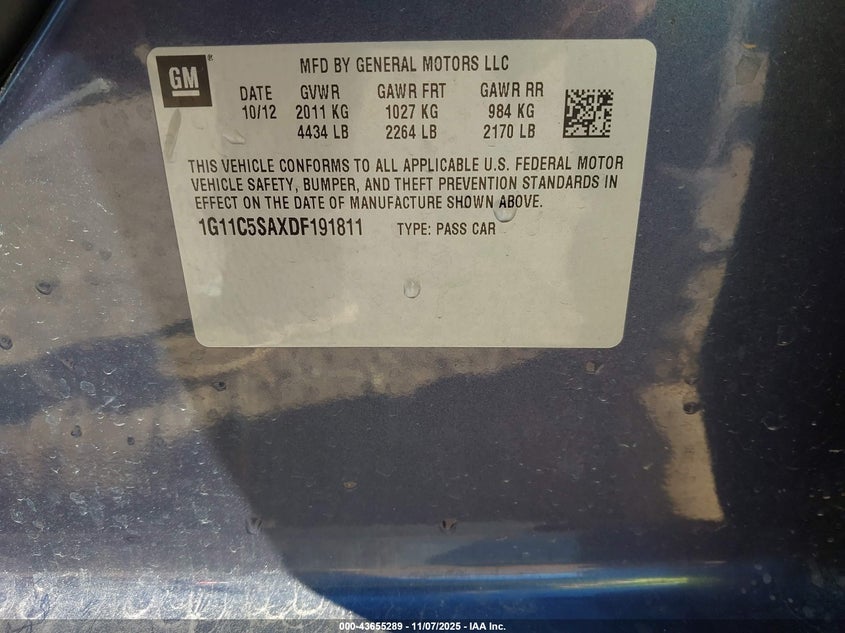 GM®
MFD BY GENERAL MOTORS LLC
DATE GVWR GAWR FRT GAWR RR
10/12 2011 KG 1027 KG 984 KG
4434 LB 2264 LB 2170 LB
THIS VEHICLE CONFORMS TO ALL APPLICABLE U.S. FEDERAL MOTOR
VEHICLE SAFETY, BUMPER, AND THEFT PREVENTION STANDARDS IN
EFFECT ON THE DATE OF MANUFACTURE SHOWN ABOVE.
1G11C5SAXDF191811 TYPE: PASS CAR
000-43655289 - 11/07/2025 - IAA Inc.